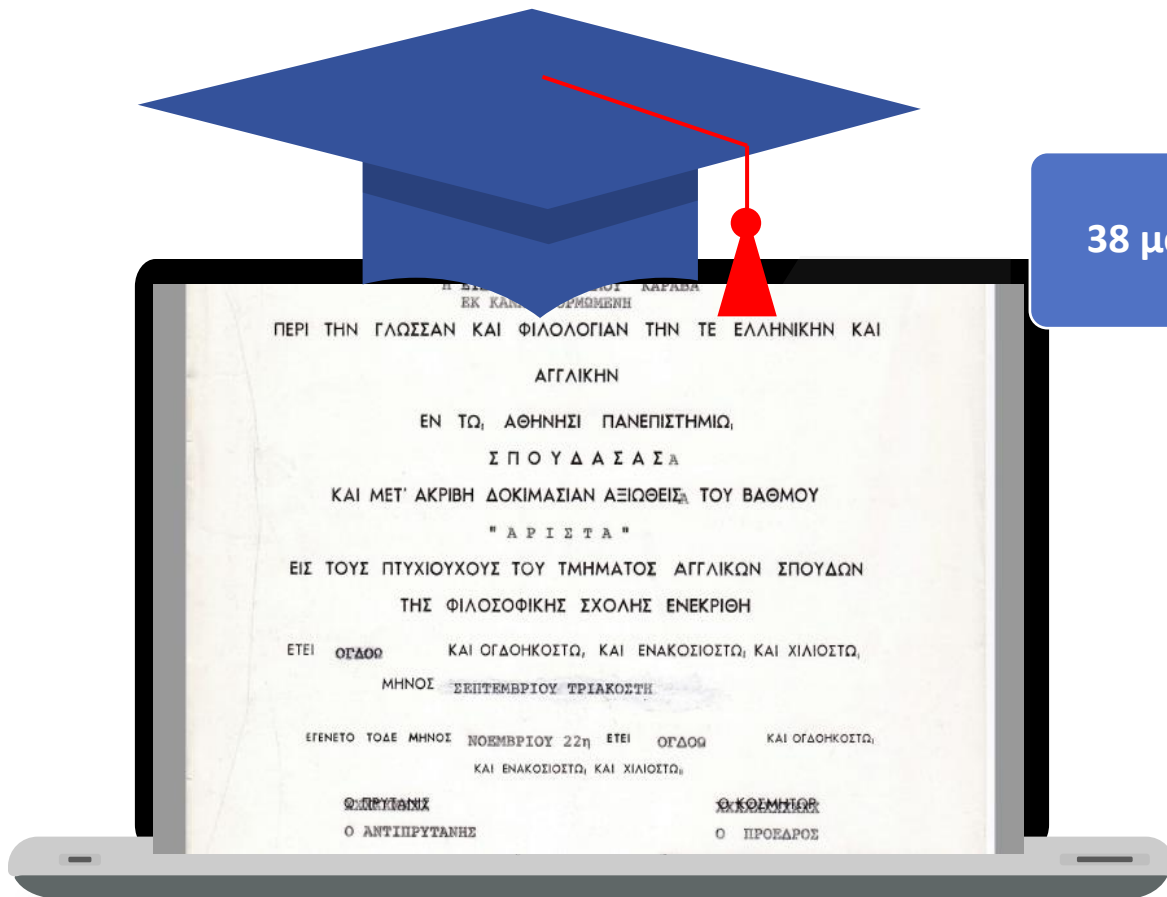 ΚΑΡΑΒΑ
ΕΚ
ΠΕΡΙ ΤΗΝ ΓΛΩΣΣΑΝ ΚΑΙ ΦΙΛΟΛΟΓΙΑΝ ΤΗΝ ΤΕ ΕΛΛΗΝΙΚΗΝ ΚΑΙ
ΑΓΓΛΙΚΗΝ
ΕΝ ΤΩͺ ΑΘΗΝΗΣΙ ΠΑΝΕΠΙΣΤΗΜΙΩͺ
ΣΠΟΥΔΑΣΑΣΑ
ΚΑΙ ΜΕΤ' ΑΚΡΙΒΗ ΔΟΚΙΜΑΣΙΑΝ ΑΞΙΩΘΕΙΣΑ ΤΟΥ ΒΑΘΜΟΥ
"ΑΡΙΣΤΑ"
ΕΙΣ ΤΟΥΣ ΠΤΥΧΙΟΥΧΟΥΣ ΤΟΥ ΤΜΗΜΑΤΟΣ ΑΓΓΛΙΚΩΝ ΣΠΟΥΔΩΝ
ΤΗΣ ΦΙΛΟΣΟΦΙΚΗΣ ΣΧΟΛΗΣ ΕΝΕΚΡΙΘΗ
ΕΤΕΙ ΟΓΔΟΩ ΚΑΙ ΟΓΔΟΗΚΟΣΤΩ, ΚΑΙ ΕΝΑΚΟΣΙΟΣΤΩͺ ΚΑΙ ΧΙΛΙΟΣΤΩͺ
ΜΗΝΟΣ ΣΕΠΤΕΜΒΡΙΟΥ ΤΡΙΑΚΟΣΤΗ
ΕΓΕΝΕΤΟ ΤΟΔΕ ΜΗΝΟΣ ΝΟΕΜΒΡΙΟΥ 22η ΕΤΕΙ ΟΓΔΟΩ ΚΑΙ ΟΓΔΟΗΚΟΣΤΩͺ
ΚΑΙ ΕΝΑΚΟΣΙΟΣΤΩͺ ΚΑΙ ΧΙΛΙΟΣΤΩͺ
Ο ΠΡΥΤΑΝΙΣ Ο ΚΟΣΜΗΤΩΡ
Ο ΑΝΤΙΠΡΥΤΑΝΗΣ Ο ΠΡΟΕΔΡΟΣ
38